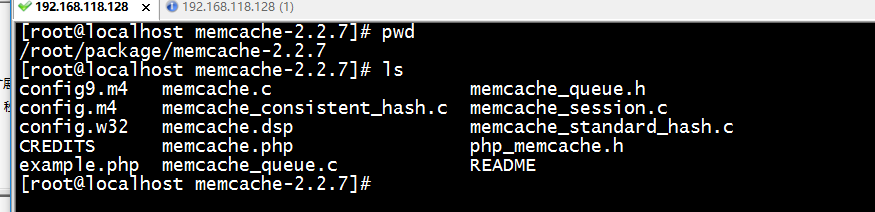 192.168.118.128 × 192.168.118.128 (1)
[root@localhost memcache-2.2.7]# pwd
/root/package/memcache-2.2.7
[root@localhost memcache-2.2.7]# ls
config9.m4 memcache.c memcache_queue.h
config.m4 memcache_consistent_hash.c memcache_session.c
config.w32 memcache.dsp memcache_standard_hash.c
CREDITS memcache.php php_memcache.h
example.php memcache_queue.c README
[root@localhost memcache-2.2.7]#